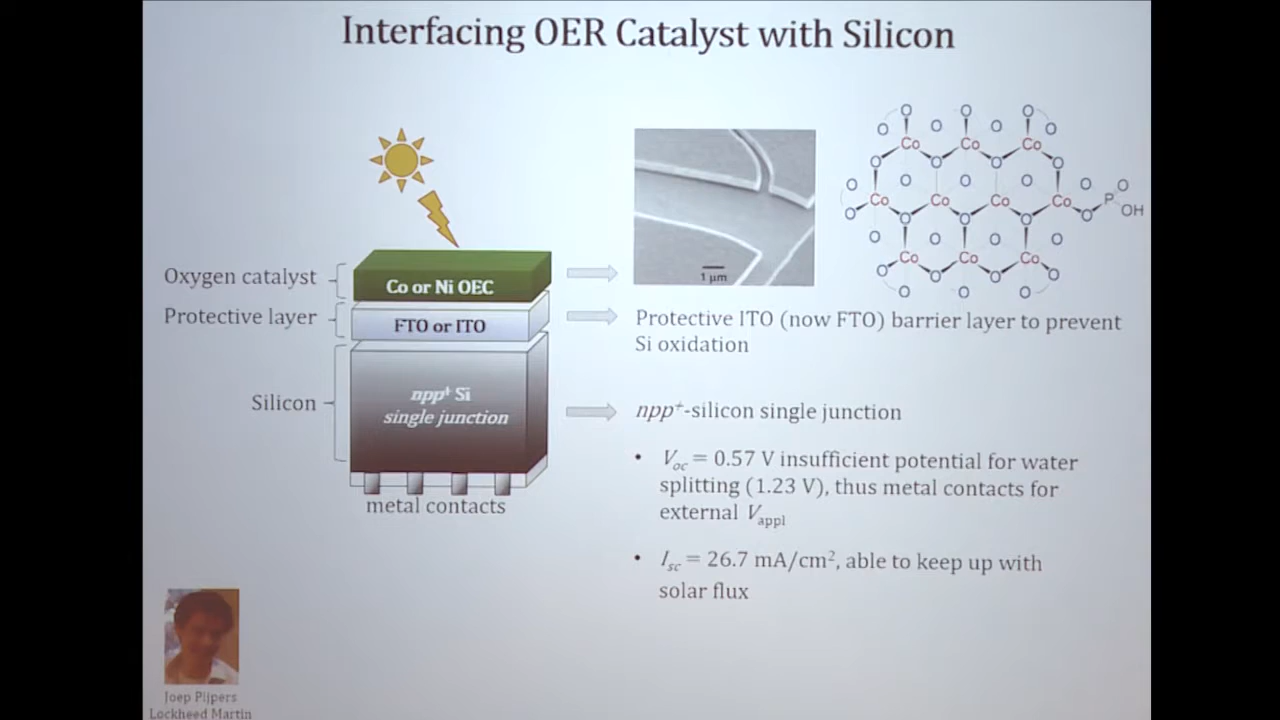 Interfacing OER Catalyst with Silicon
Oxygen catalyst
Co or Ni OEC
Protective layer
FTO or ITO
Silicon
npp⁺ Si
single junction
metal contacts
1 µm
O O O
O O O O
Co Co Co
O O O O
O O O O O O
Co Co Co Co P
O O O O O OH
O O O O
Co Co Co
O O O O
O O O
Protective ITO (now FTO) barrier layer to prevent
Si oxidation
npp⁺-silicon single junction
• Voc = 0.57 V insufficient potential for water
splitting (1.23 V), thus metal contacts for
external Vappl
• Isc = 26.7 mA/cm², able to keep up with
solar flux
Joep Pijpers
Lockheed Martin